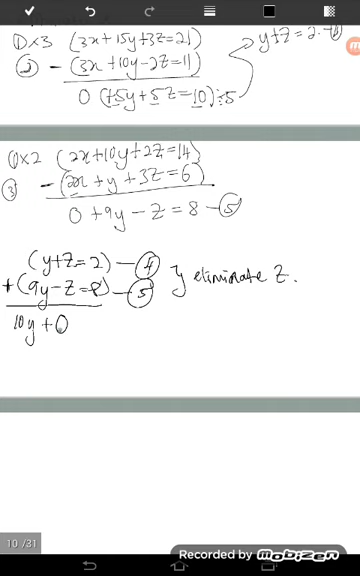 ① × 3 (3x + 15y + 3z = 21)
② - (3x + 10y - 2z = 11)
0 (+5y + 5z = 10) ÷ 5
y + z = 2 - ④
① × 2 (2x + 10y + 2z = 14)
③ - (2x + y + 3z = 6)
0 + 9y - z = 8 - ⑤
(y + z = 2) - ④
+ (9y - z = 8) - ⑤ } eliminate z.
10y + 0
10 /31
Recorded by mobizen